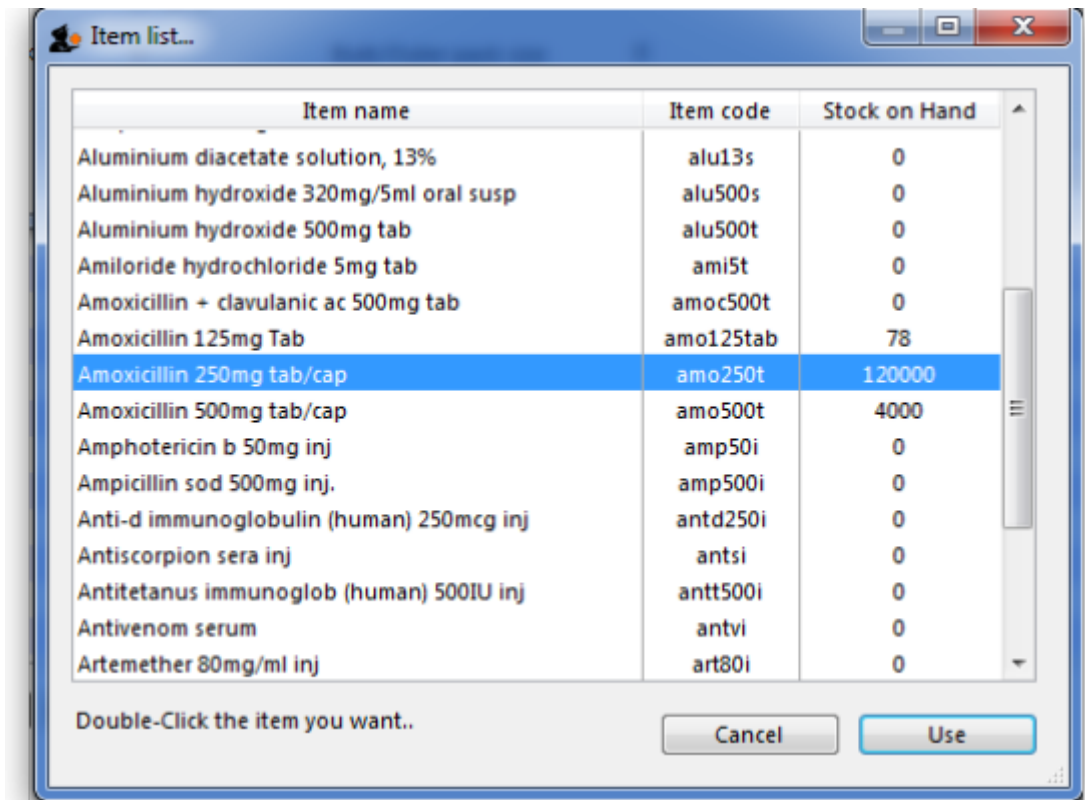 Item list...
Item name Item code Stock on Hand
Aluminium diacetate solution, 13% alu13s 0
Aluminium hydroxide 320mg/5ml oral susp alu500s 0
Aluminium hydroxide 500mg tab alu500t 0
Amiloride hydrochloride 5mg tab ami5t 0
Amoxicillin + clavulanic ac 500mg tab amoc500t 0
Amoxicillin 125mg Tab amo125tab 78
Amoxicillin 250mg tab/cap amo250t 120000
Amoxicillin 500mg tab/cap amo500t 4000
Amphotericin b 50mg inj amp50i 0
Ampicillin sod 500mg inj. amp500i 0
Anti-d immunoglobulin (human) 250mcg inj antd250i 0
Antiscorpion sera inj antsi 0
Antitetanus immunoglob (human) 500IU inj antt500i 0
Antivenom serum antvi 0
Artemether 80mg/ml inj art80i 0
Double-Click the item you want..
Cancel Use